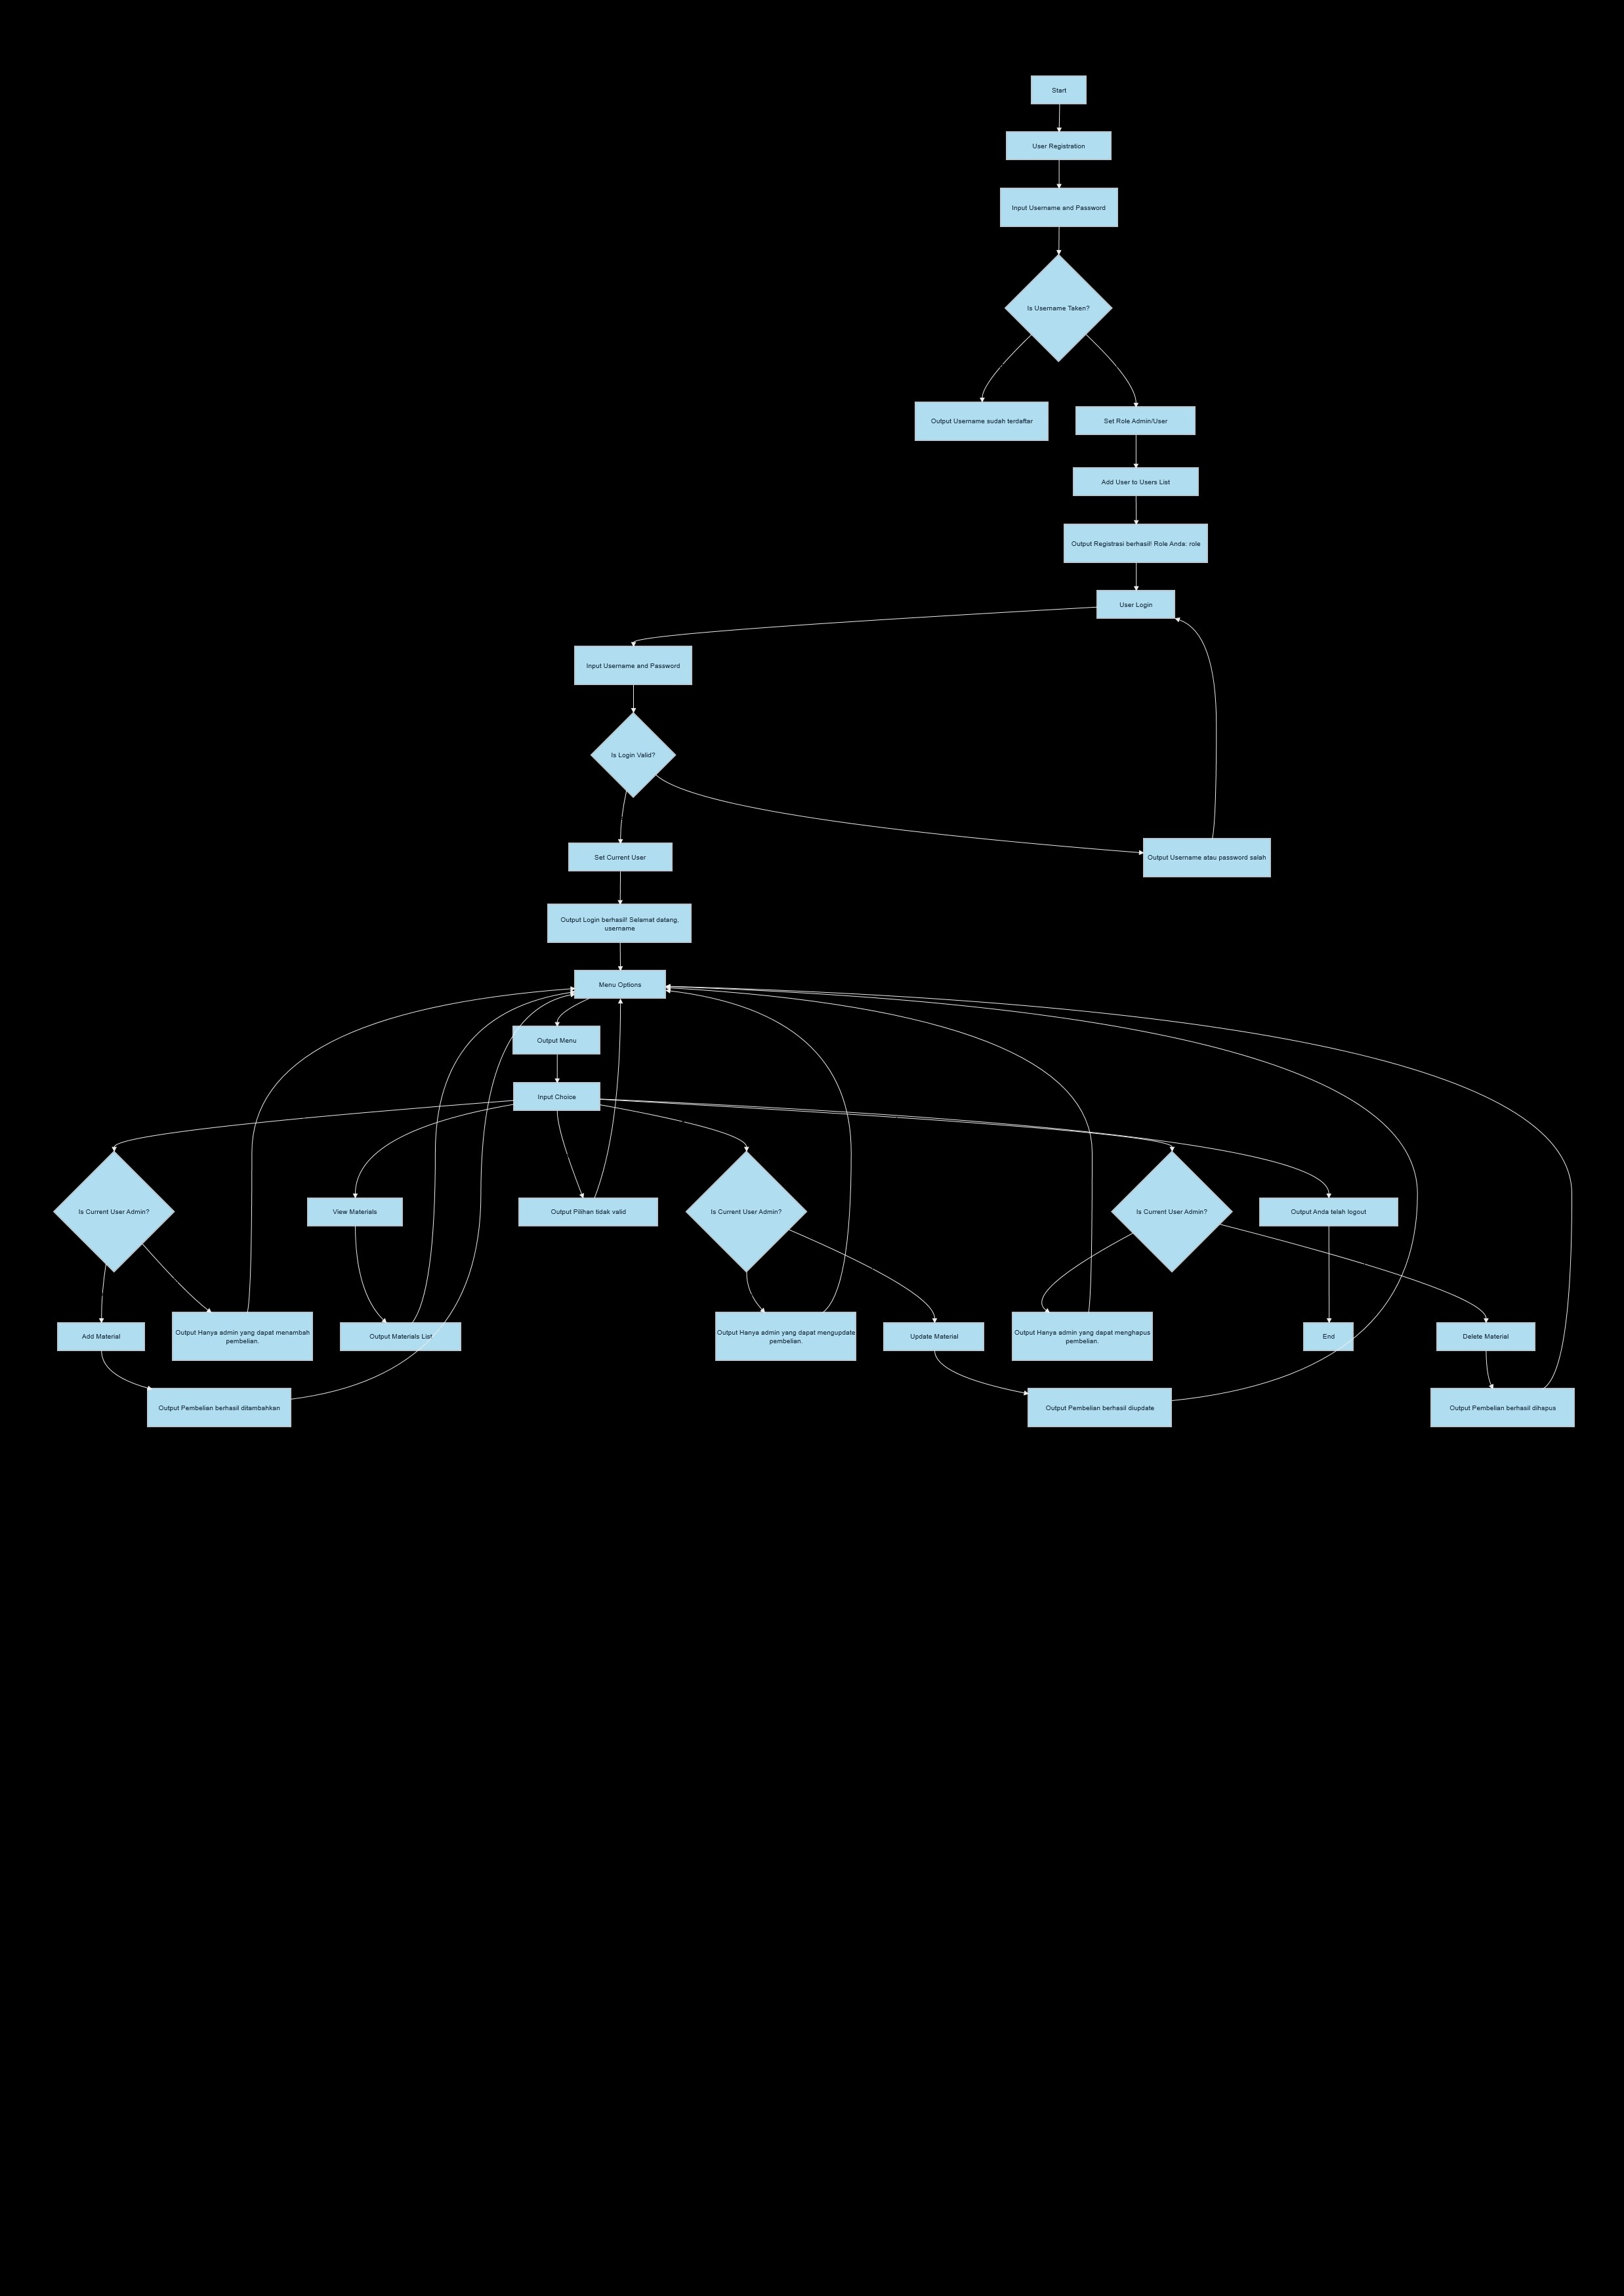 Start
User Registration
Input Username and Password
Is Username Taken?
Output Username sudah terdaftar
Set Role Admin/User
Add User to Users List
Output Registrasi berhasil! Role Anda: role
User Login
Input Username and Password
Is Login Valid?
Set Current User
Output Username atau password salah
Output Login berhasil! Selamat datang,
username
Menu Options
Output Menu
Input Choice
Is Current User Admin?
View Materials
Output Pilihan tidak valid
Is Current User Admin?
Is Current User Admin?
Output Anda telah logout
Add Material
Output Hanya admin yang dapat menambah
pembelian.
Output Materials List
Output Hanya admin yang dapat mengupdate
pembelian.
Update Material
Output Hanya admin yang dapat menghapus
pembelian.
End
Delete Material
Output Pembelian berhasil ditambahkan
Output Pembelian berhasil diupdate
Output Pembelian berhasil dihapus